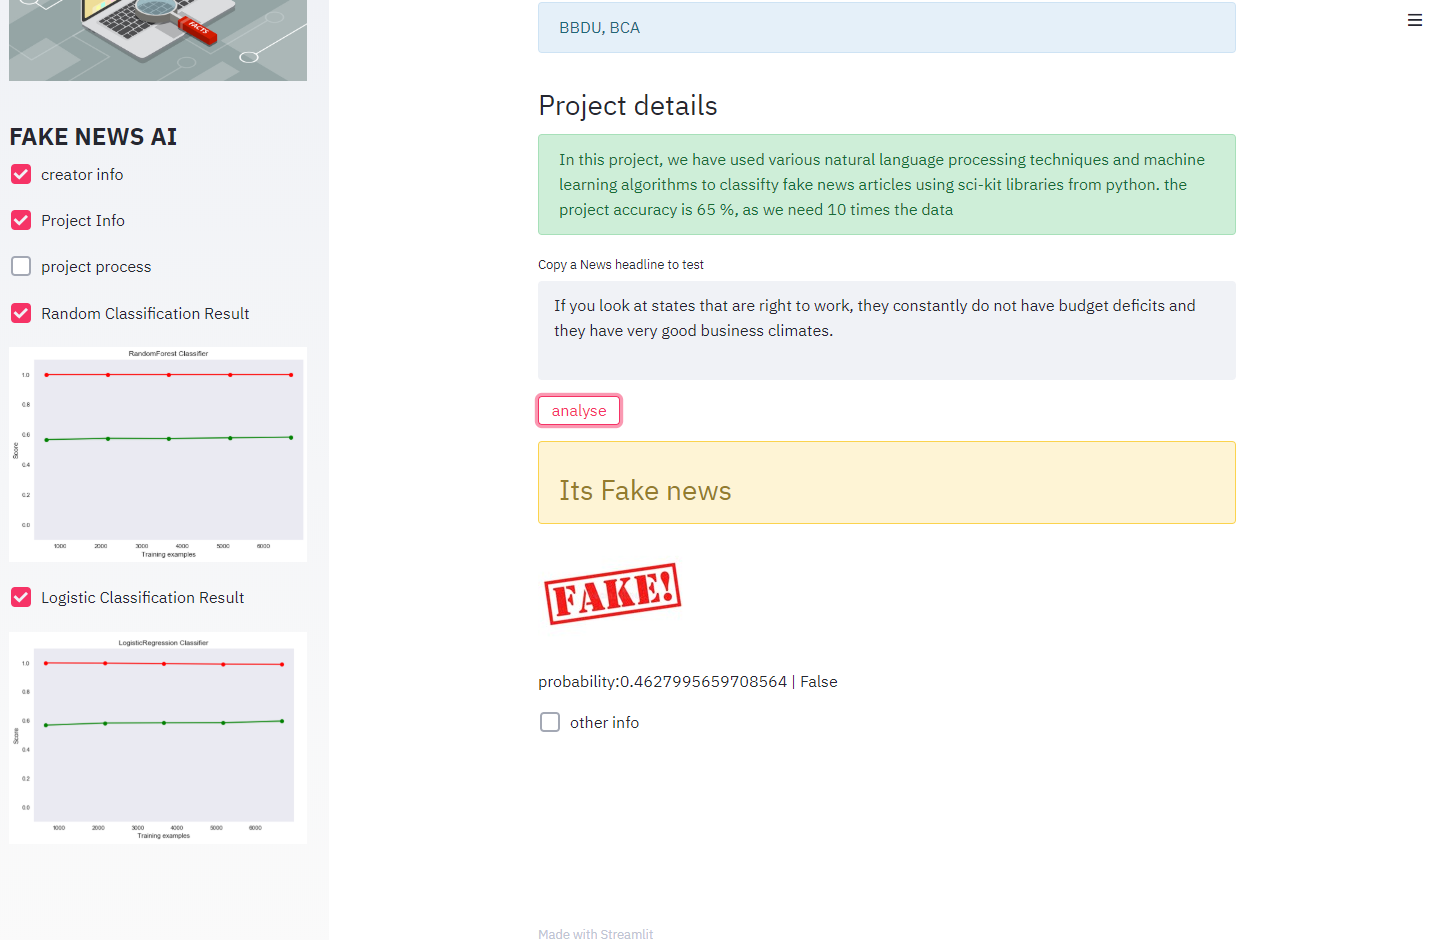 FACTS
FAKE NEWS AI
creator info
Project Info
project process
Random Classification Result
RandomForest Classifier
1.0
0.8
0.6
0.4
0.2
0.0
Score
1000 2000 3000 4000 5000 6000
Training examples
Logistic Classification Result
LogisticRegression Classifier
1.0
0.8
0.6
0.4
0.2
0.0
Score
1000 2000 3000 4000 5000 6000
Training examples
BBDU, BCA
Project details
In this project, we have used various natural language processing techniques and machine
learning algorithms to classifty fake news articles using sci-kit libraries from python. the
project accuracy is 65 %, as we need 10 times the data
Copy a News headline to test
If you look at states that are right to work, they constantly do not have budget deficits and
they have very good business climates.
analyse
Its Fake news
FAKE!
probability:0.4627995659708564 | False
other info
Made with Streamlit